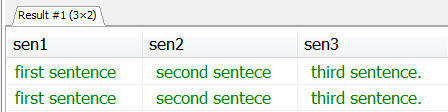 Result #1 (3×2)
sen1 sen2 sen3
first sentence second sentece third sentence.
first sentence second sentece third sentence.